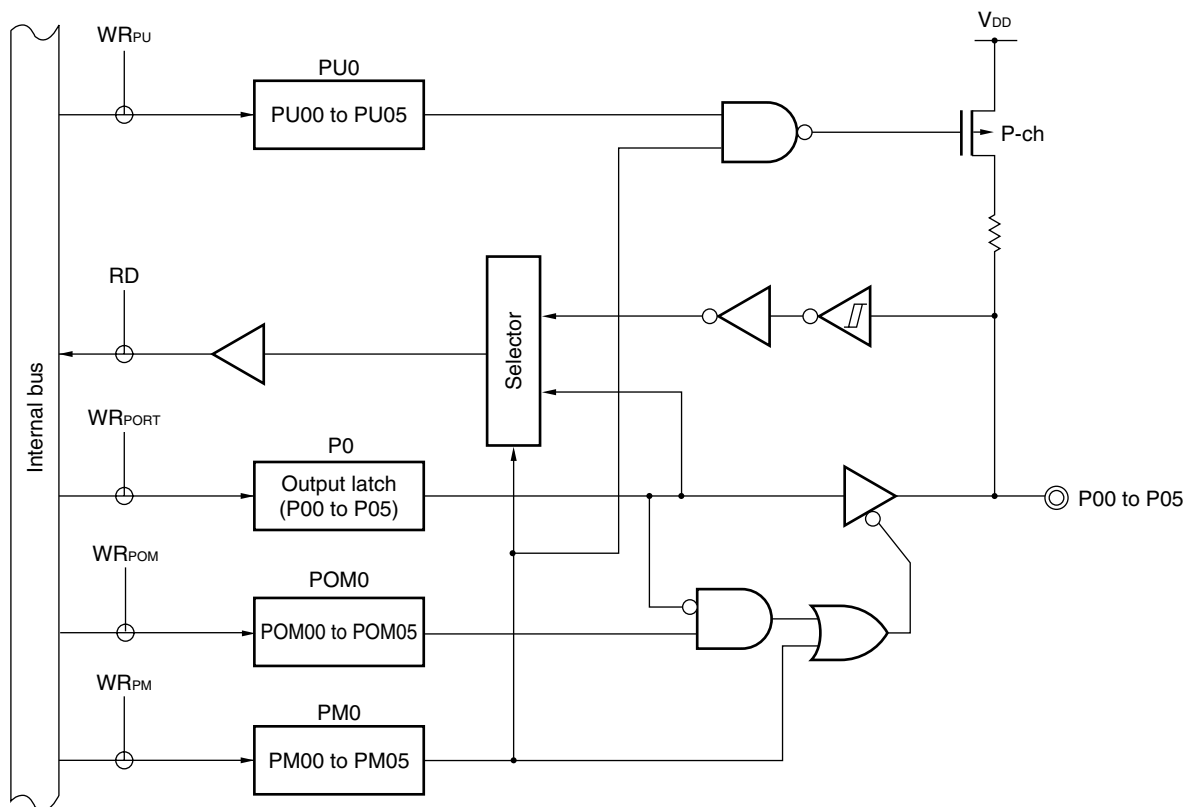 WRPU
VDD
PU0
PU00 to PU05
P-ch
RD
Selector
Internal bus
WRPORT
P0
Output latch
(P00 to P05)
P00 to P05
WRPOM
POM0
POM00 to POM05
WRPM
PM0
PM00 to PM05